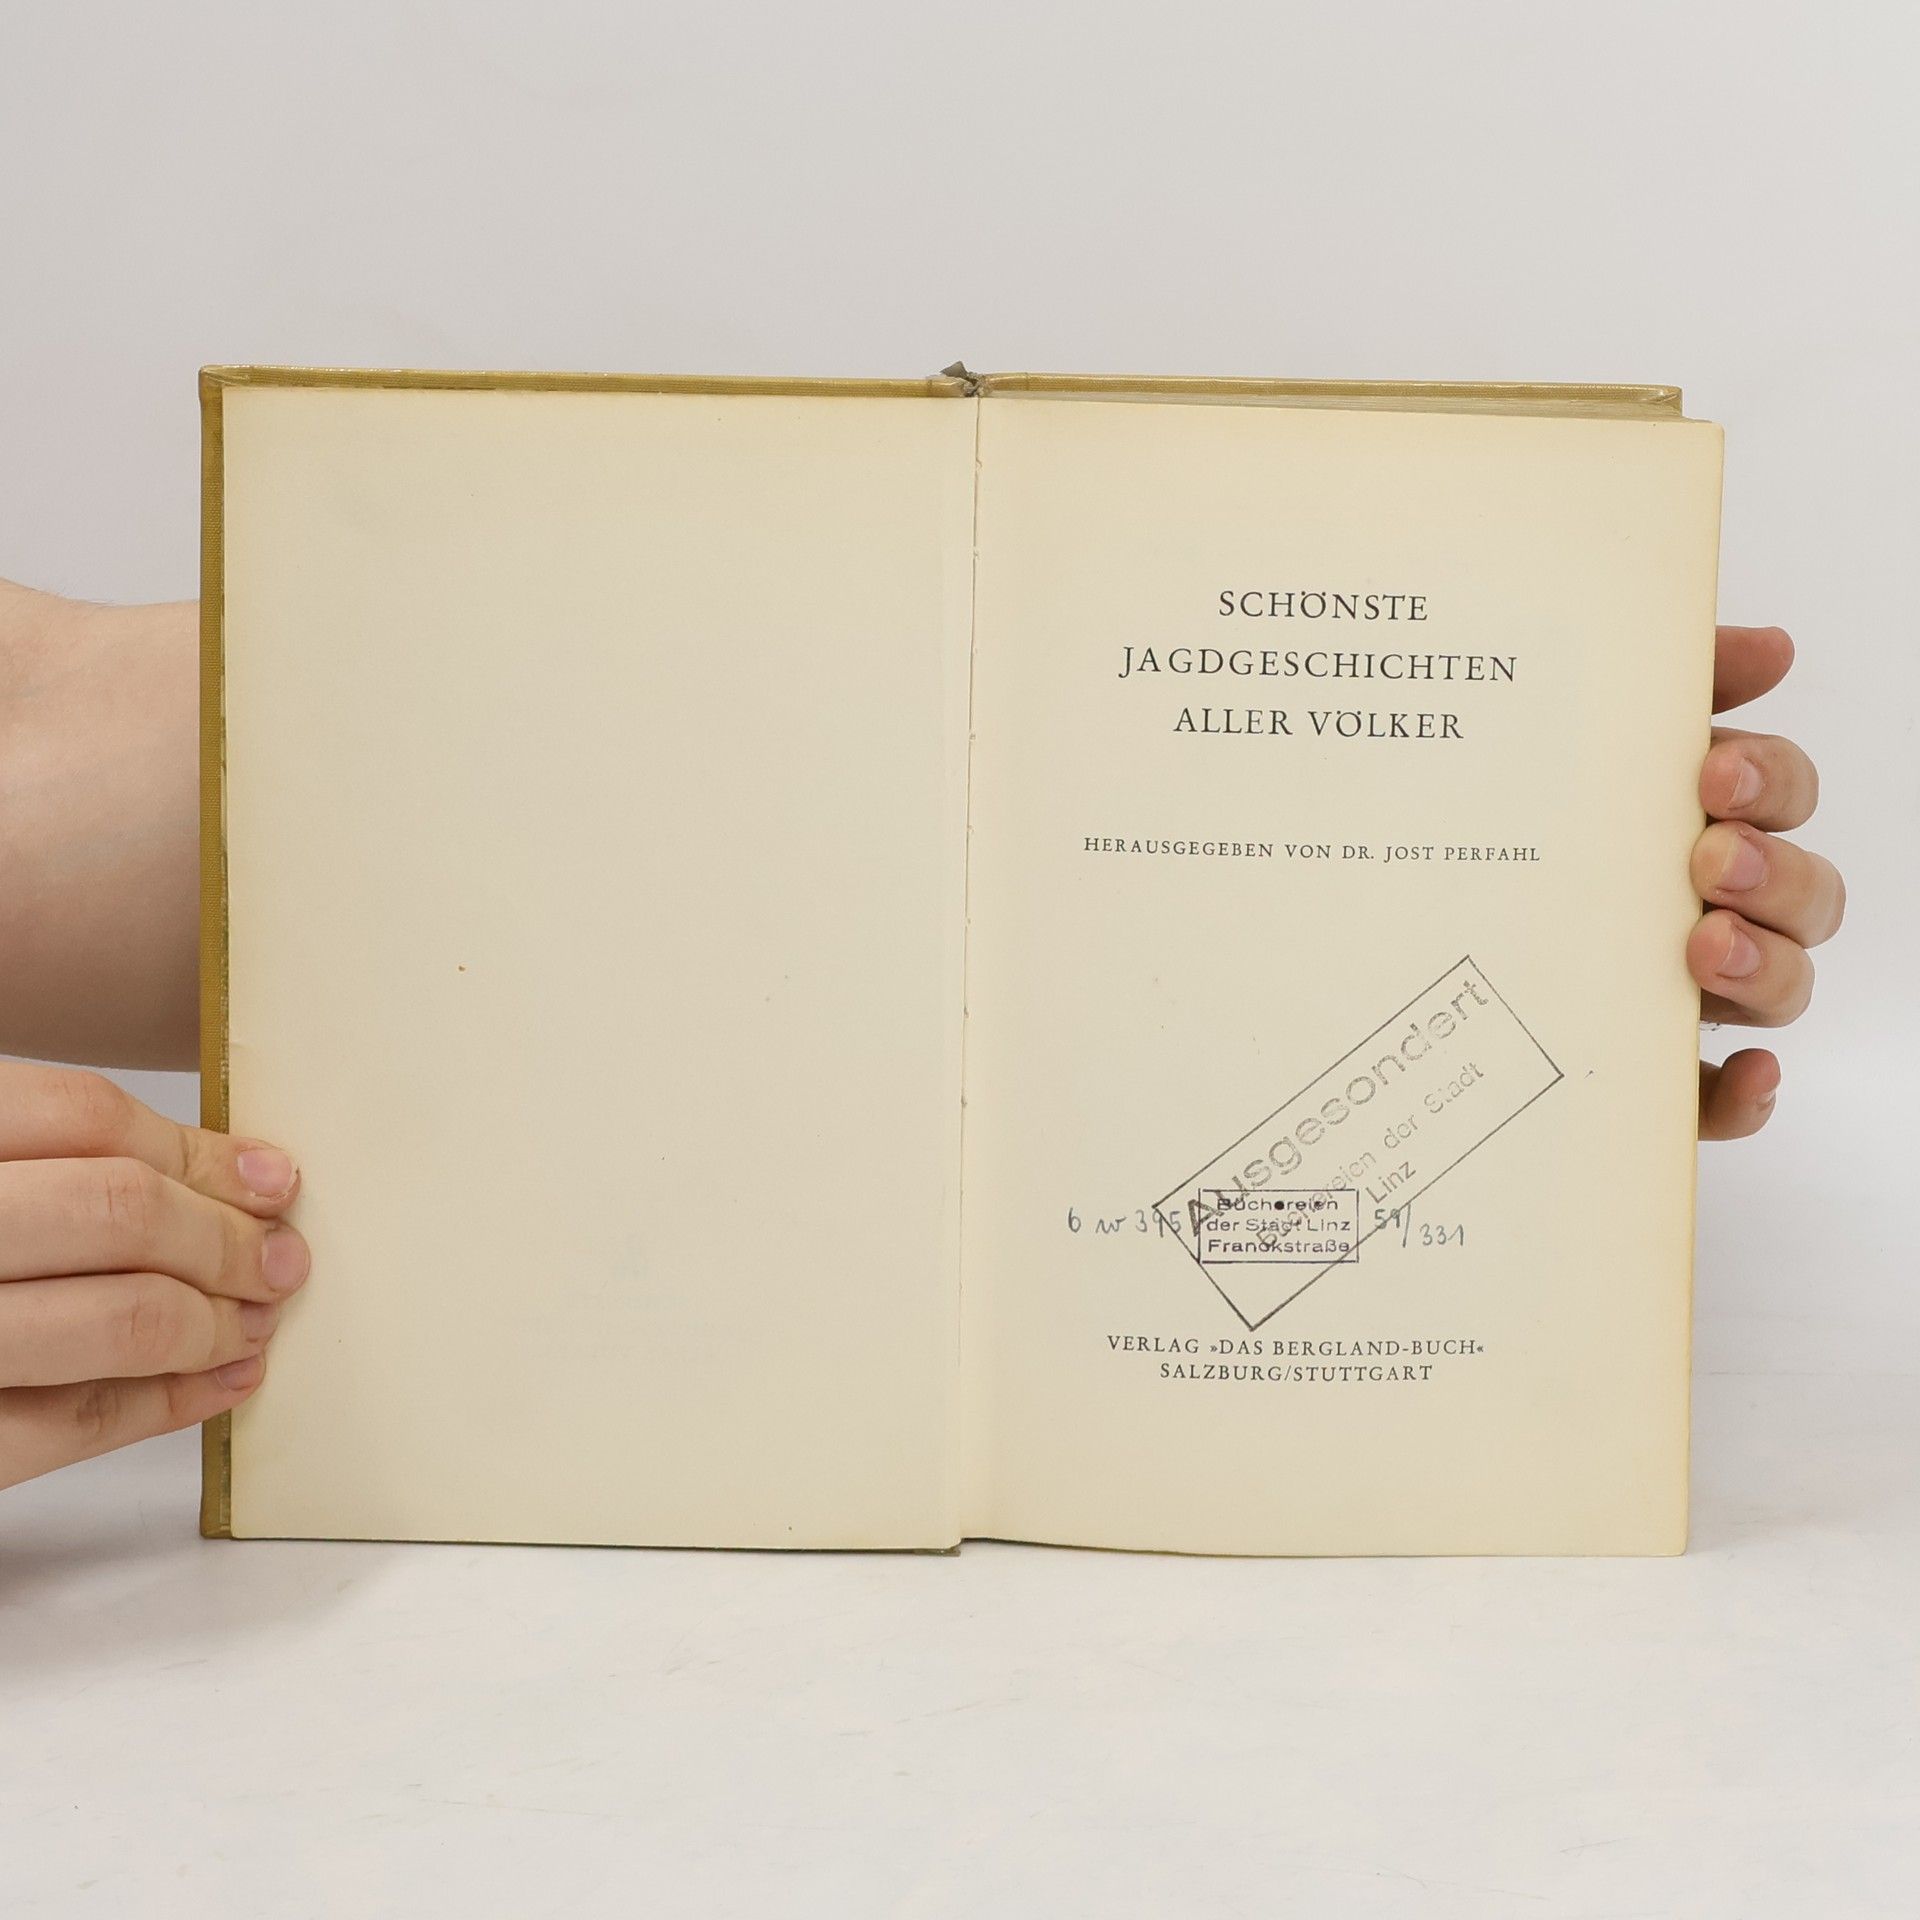 SCHÖNSTE
JAGDGESCHICHTEN
ALLER VÖLKER
HERAUSGEGEBEN VON DR. JOST PERFAHL
Ausgesondert
Büchereien der Stadt
Linz
6 w 395
Büchereien
der Stadt Linz
Franckstraße
59/331
VERLAG »DAS BERGLAND-BUCH«
SALZBURG/STUTTGART